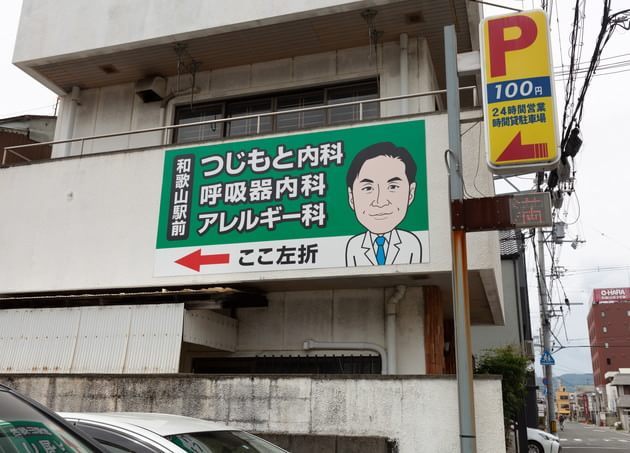 和歌山駅前
つじもと内科
呼吸器内科
アレルギー科
ここ左折
P
100円
24時間営業
時間貸駐車場
満
O-HARA